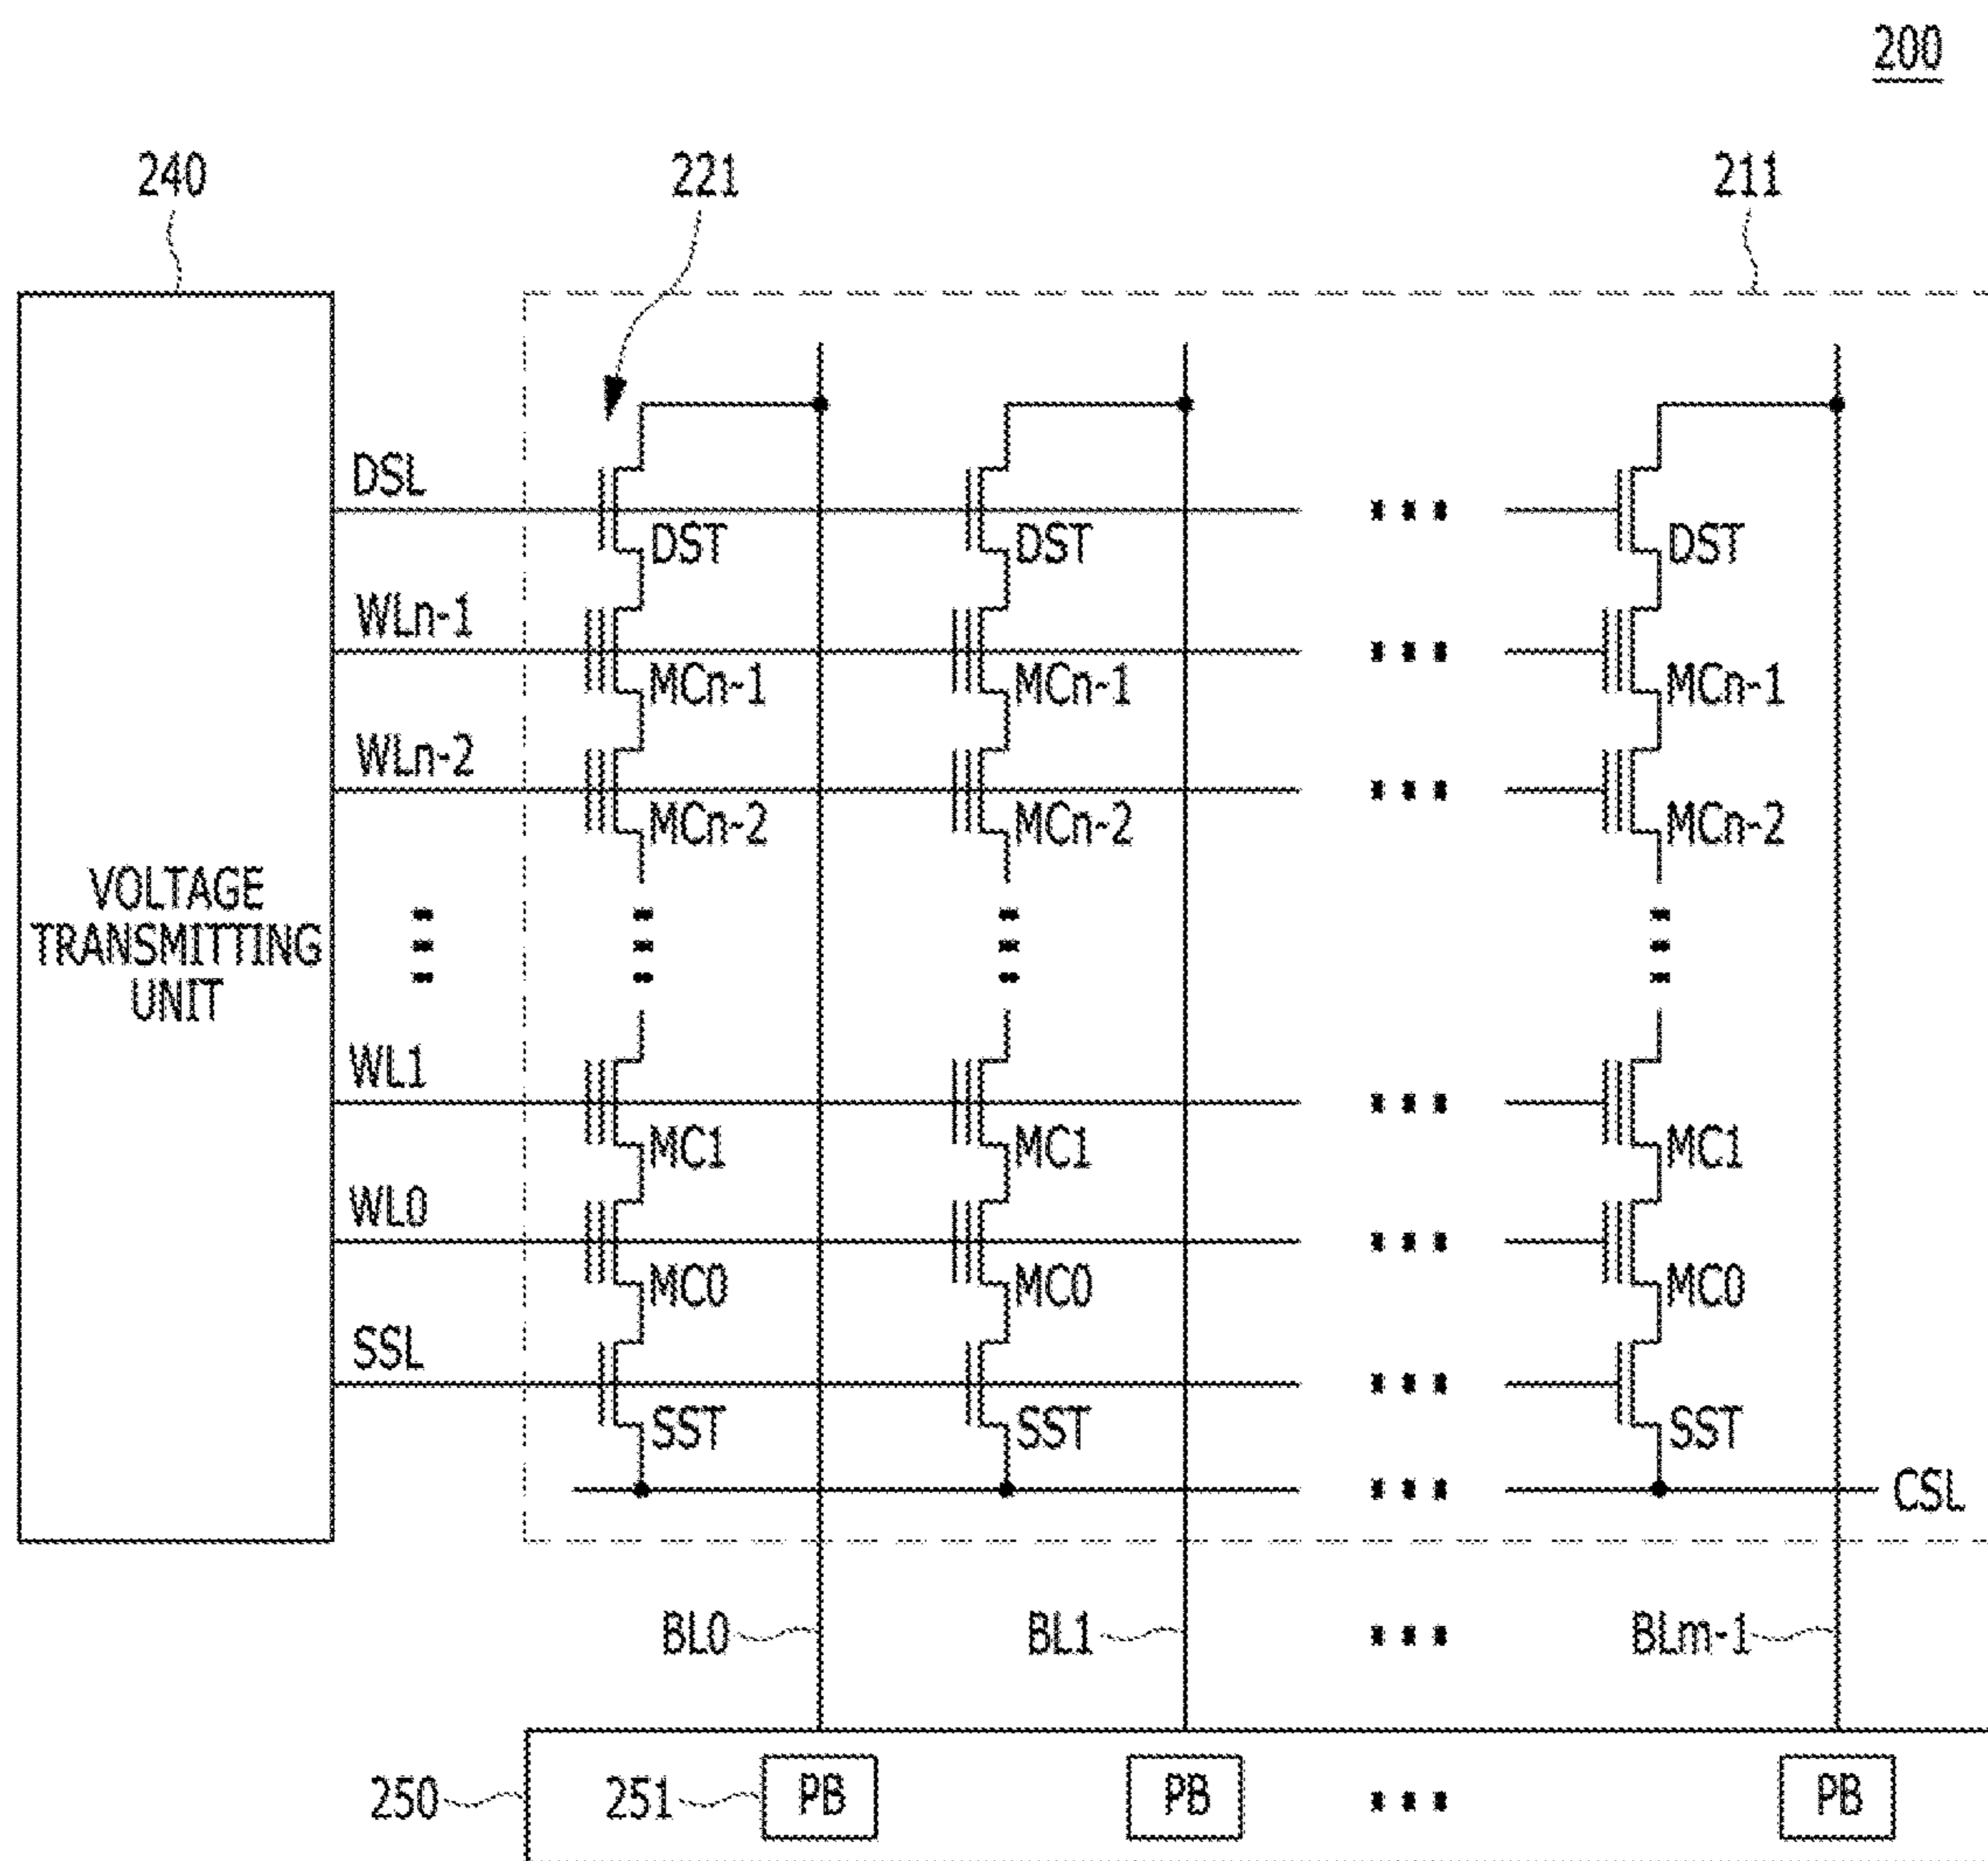 200
240 221 211
DSL
DST DST DST
WLn-1
MCn-1 MCn-1 MCn-1
WLn-2
MCn-2 MCn-2 MCn-2
VOLTAGE
TRANSMITTING
UNIT
WL1
MC1 MC1 MC1
WL0
MC0 MC0 MC0
SSL
SST SST SST
CSL
BL0 BL1 BLm-1
250 251 PB PB PB